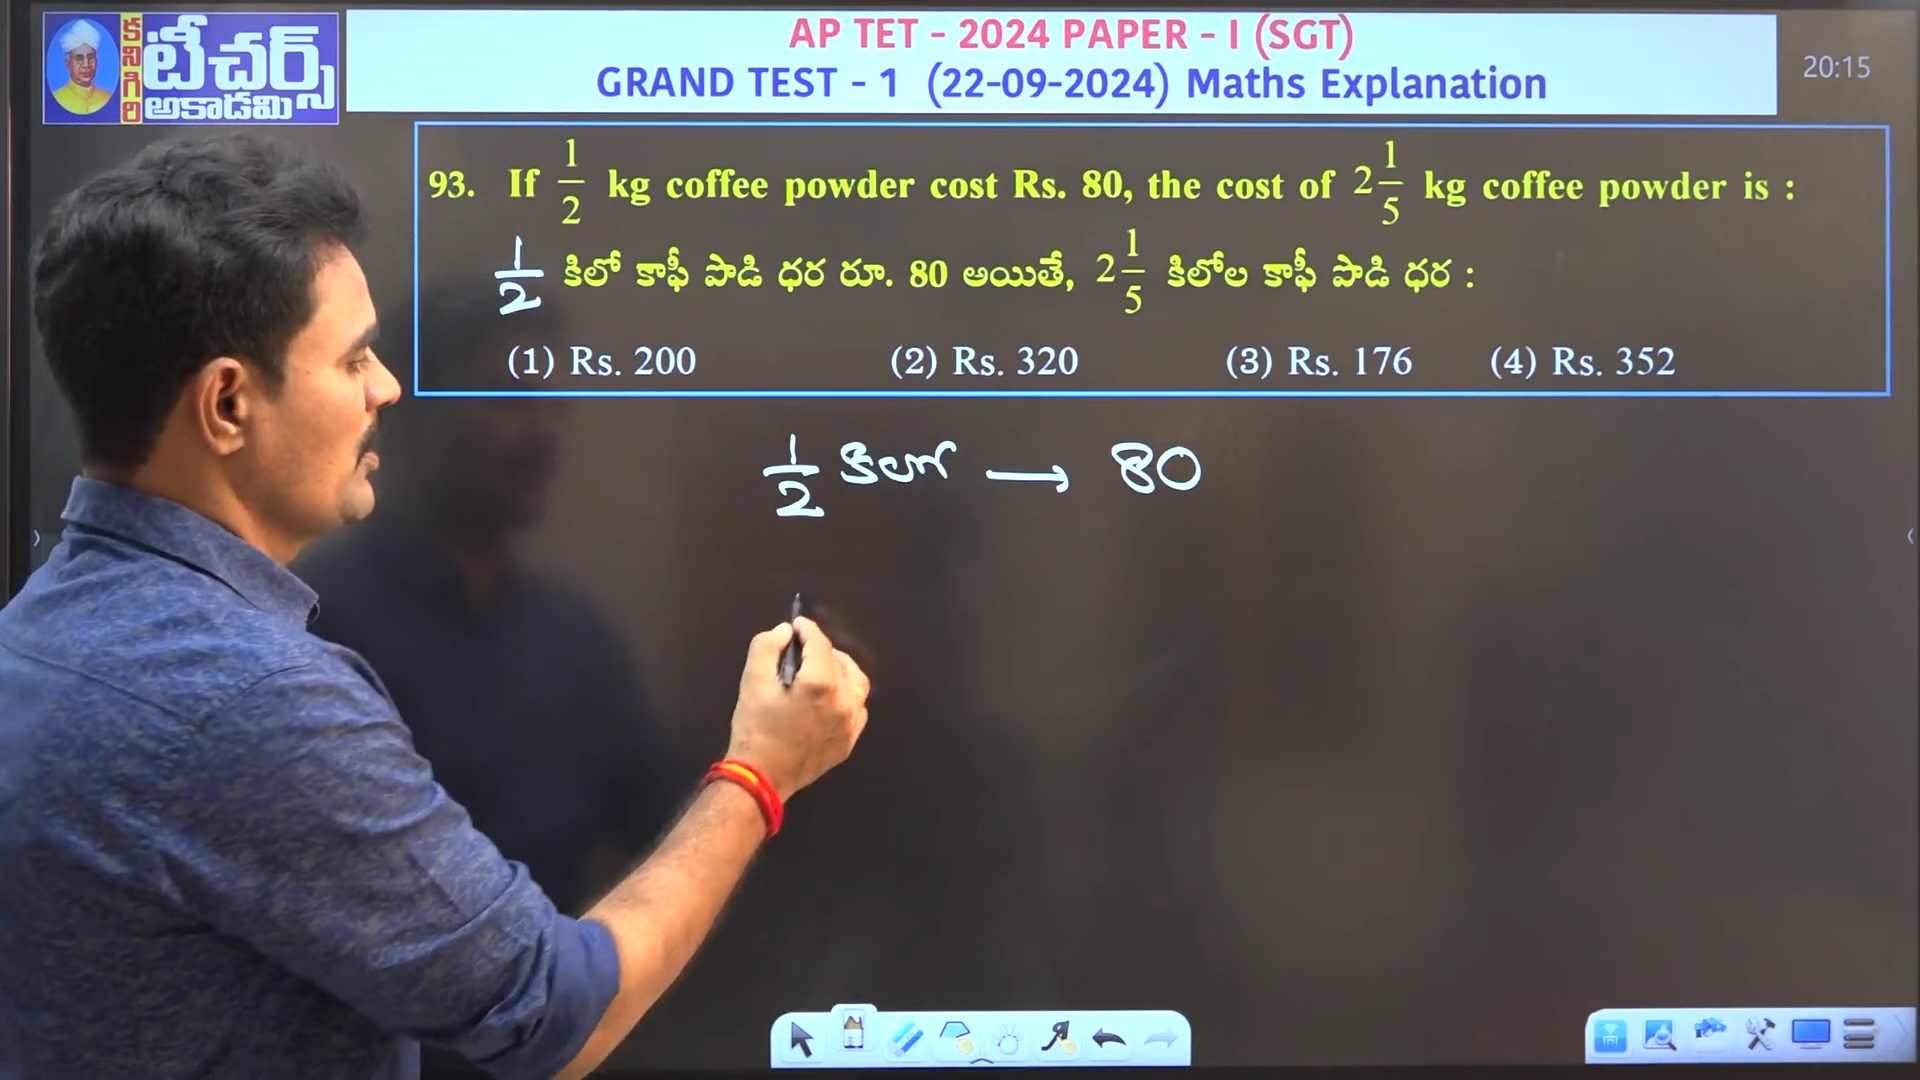 కనిగిరి
టీచర్స్
అకాడమి
AP TET - 2024 PAPER - I (SGT)
GRAND TEST - 1 (22-09-2024) Maths Explanation
20:15
93. If 1/2 kg coffee powder cost Rs. 80, the cost of 2 1/5 kg coffee powder is :
1/2 కిలో కాఫీ పొడి ధర రూ. 80 అయితే, 2 1/5 కిలోల కాఫీ పొడి ధర :
(1) Rs. 200 (2) Rs. 320 (3) Rs. 176 (4) Rs. 352
1/2 కిలో → 80